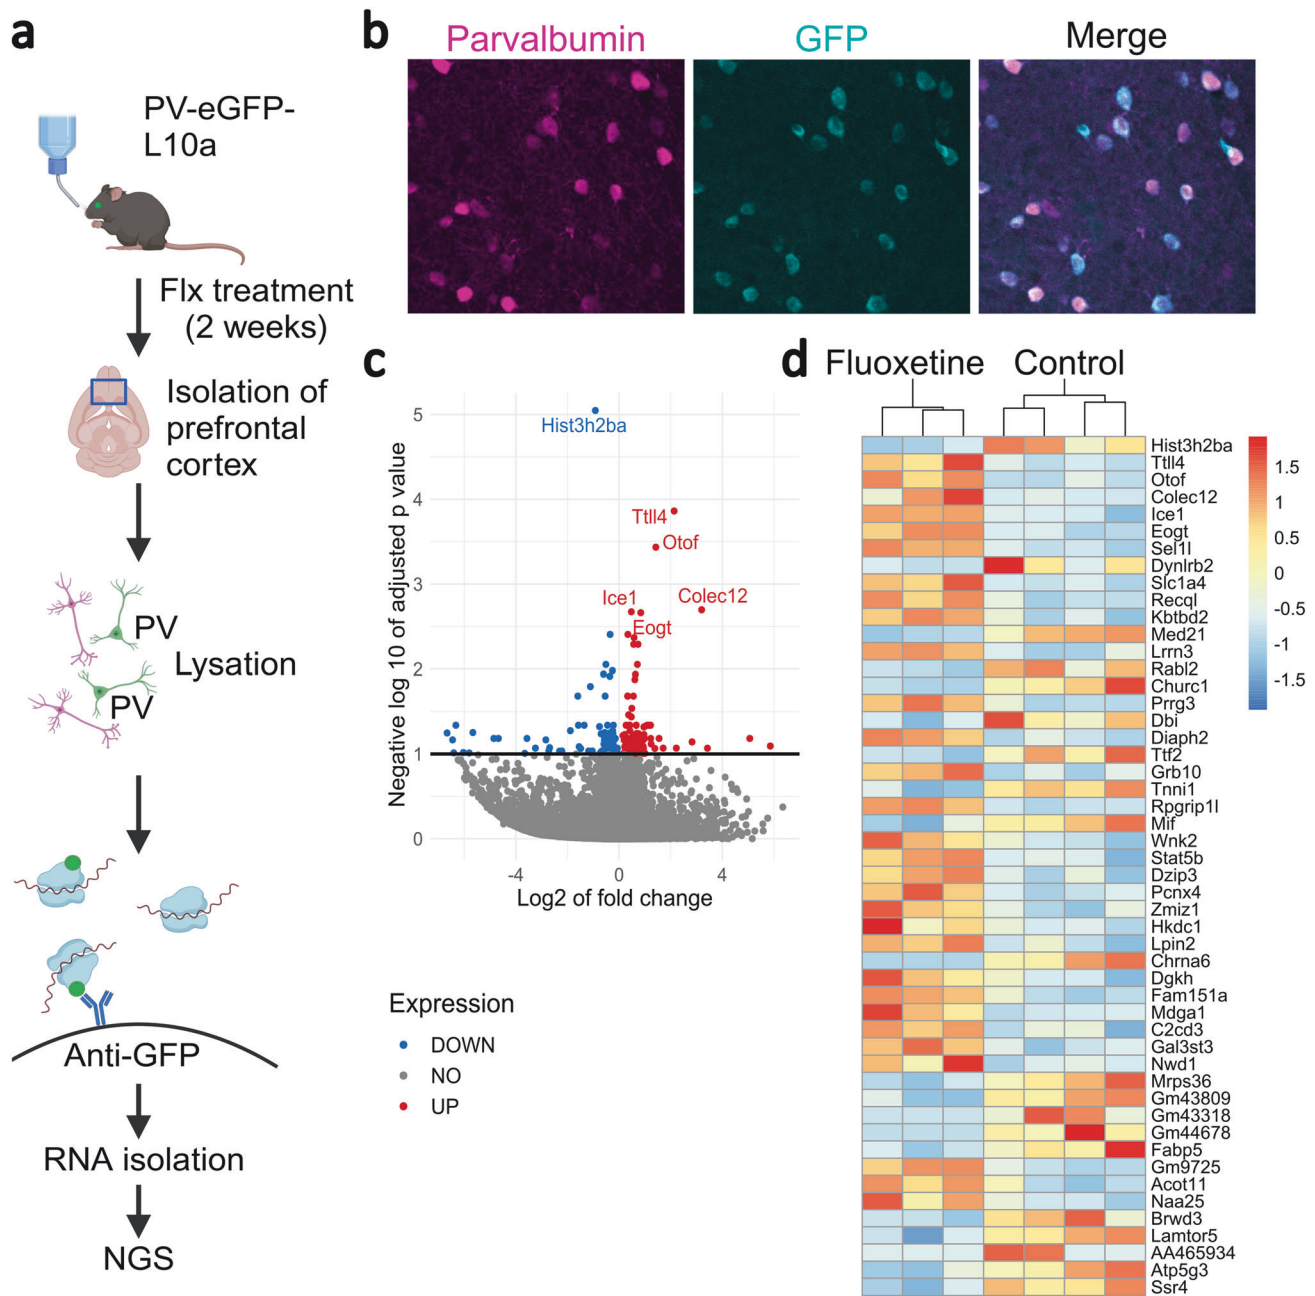 a
PV-eGFP-
L10a
Flx treatment
(2 weeks)
Isolation of
prefrontal
cortex
PV
Lysation
PV
Anti-GFP
RNA isolation
NGS
b
Parvalbumin
GFP
Merge
c
Negative log 10 of adjusted p value
5
4
3
2
1
0
Hist3h2ba
Ttll4
Otof
Ice1
Colec12
Eogt
-4
0
4
Log2 of fold change
Expression
DOWN
NO
UP
d
Fluoxetine
Control
Hist3h2ba
Ttll4
Otof
Colec12
Ice1
Eogt
Sel1l
Dynlrb2
Slc1a4
Recql
Kbtbd2
Med21
Lrrn3
Rabl2
Churc1
Prrg3
Dbi
Diaph2
Ttf2
Grb10
Tnni1
Rpgrip1l
Mif
Wnk2
Stat5b
Dzip3
Pcnx4
Zmiz1
Hkdc1
Lpin2
Chrna6
Dgkh
Fam151a
Mdga1
C2cd3
Gal3st3
Nwd1
Mrps36
Gm43809
Gm43318
Gm44678
Fabp5
Gm9725
Acot11
Naa25
Brwd3
Lamtor5
AA465934
Atp5g3
Ssr4
1.5
1
0.5
0
-0.5
-1
-1.5